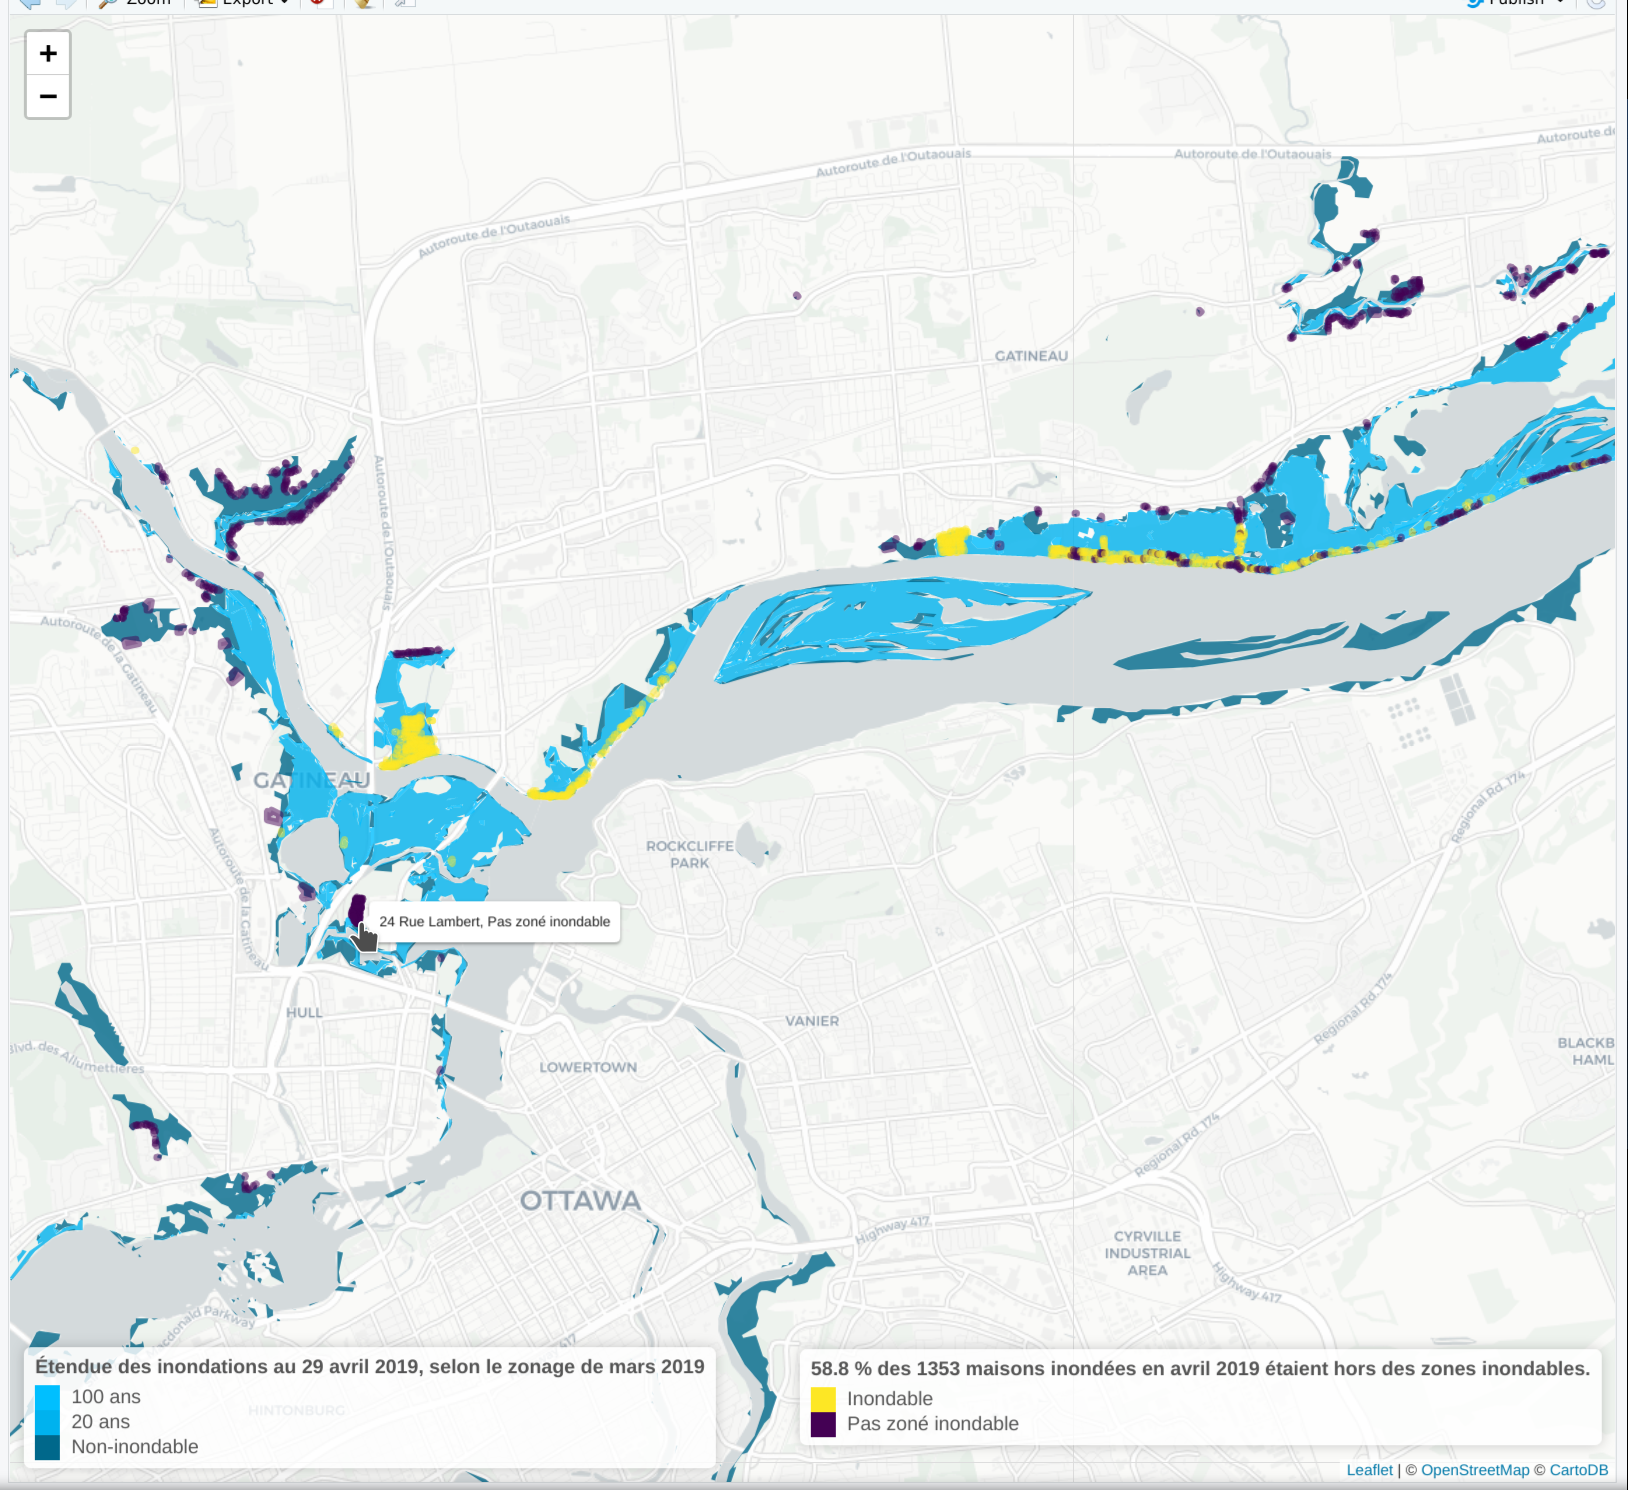 Zoom
Export
Publish
+
−
Autoroute de
Autoroute de l'Outaouais
Autoroute de l'Outaouais
Autoroute de l'Outaouais
GATINEAU
Autoroute de l'Outaouais
Autoroute de la Gatineau
GATINEAU
Regional Rd. 174
ROCKCLIFFE
PARK
Autoroute de la Gatineau
24 Rue Lambert, Pas zoné inondable
HULL
VANIER
Regional Rd. 174
BLACKB
HAML
Blvd. des Allumettières
LOWERTOWN
Regional Rd. 174
OTTAWA
Highway 417
CYRVILLE
INDUSTRIAL
AREA
Highway 417
cdonald Parkway
417
HINTONBURG
Étendue des inondations au 29 avril 2019, selon le zonage de mars 2019
100 ans
20 ans
Non-inondable
58.8 % des 1353 maisons inondées en avril 2019 étaient hors des zones inondables.
Inondable
Pas zoné inondable
Leaflet | © OpenStreetMap © CartoDB